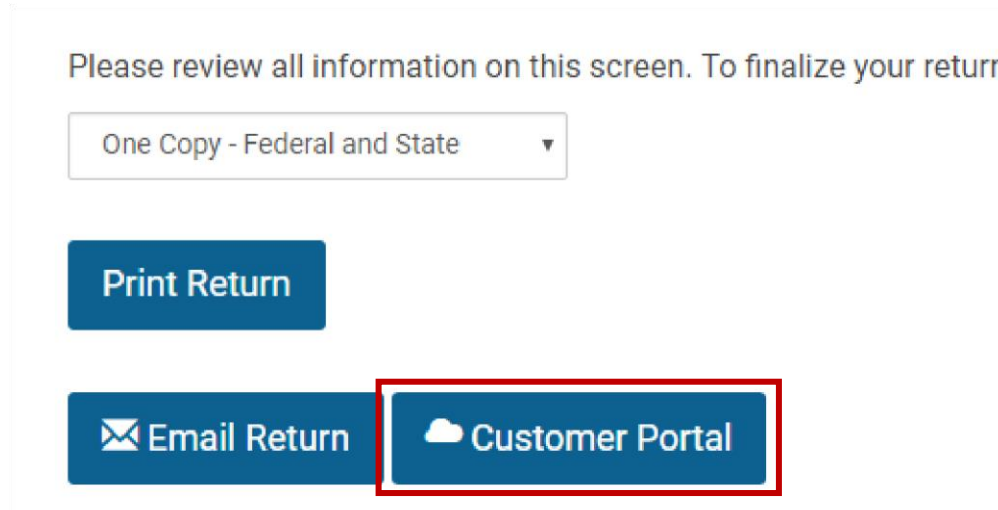 Please review all information on this screen. To finalize your return
One Copy - Federal and State
Print Return
Email Return
Customer Portal